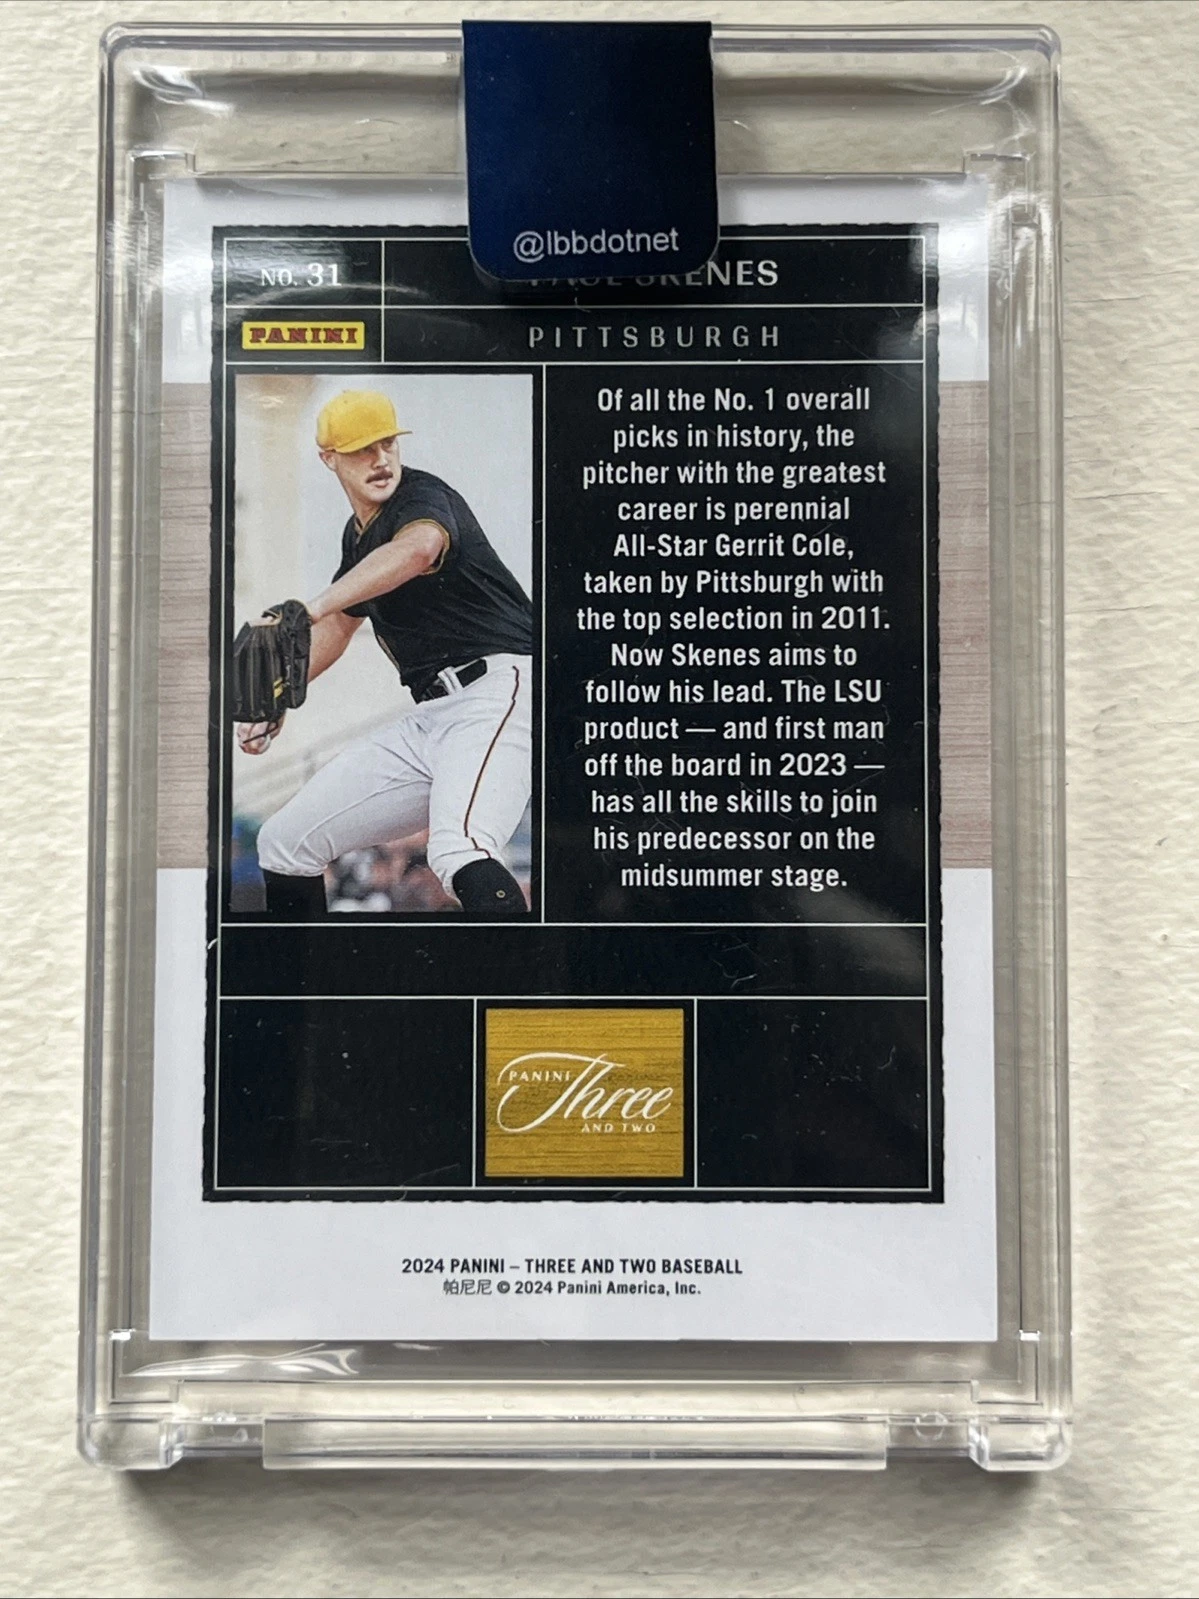 @lbbdotnet
NO. 31
PAUL SKENES
PANINI
PITTSBURGH
Of all the No. 1 overall
picks in history, the
pitcher with the greatest
career is perennial
All-Star Gerrit Cole,
taken by Pittsburgh with
the top selection in 2011.
Now Skenes aims to
follow his lead. The LSU
product — and first man
off the board in 2023 —
has all the skills to join
his predecessor on the
midsummer stage.
PANINI
Three
AND TWO
2024 PANINI – THREE AND TWO BASEBALL
帕尼尼 © 2024 Panini America, Inc.